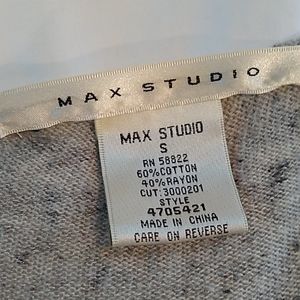 MAX STUDIO
MAX STUDIO
S
RN 58822
60%COTTON
40%RAYON
CUT:3000201
STYLE
4705421
MADE IN CHINA
CARE ON REVERSE